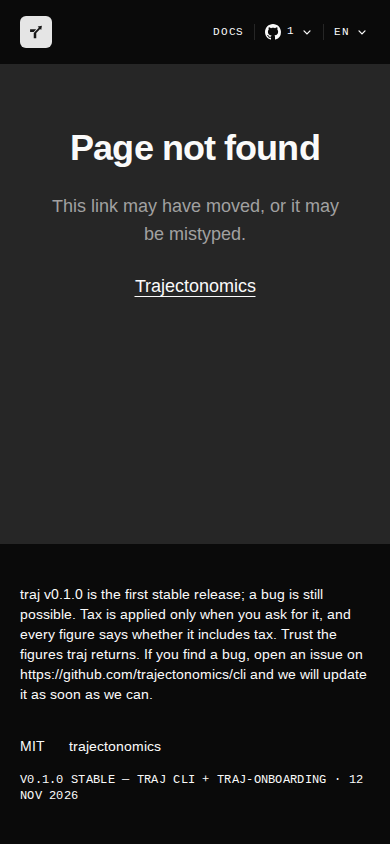 DOCS 1 EN
Page not found
This link may have moved, or it may
be mistyped.
Trajectonomics
traj v0.1.0 is the first stable release; a bug is still
possible. Tax is applied only when you ask for it, and
every figure says whether it includes tax. Trust the
figures traj returns. If you find a bug, open an issue on
https://github.com/trajectonomics/cli and we will update
it as soon as we can.
MIT trajectonomics
V0.1.0 STABLE — TRAJ CLI + TRAJ-ONBOARDING · 12
NOV 2026